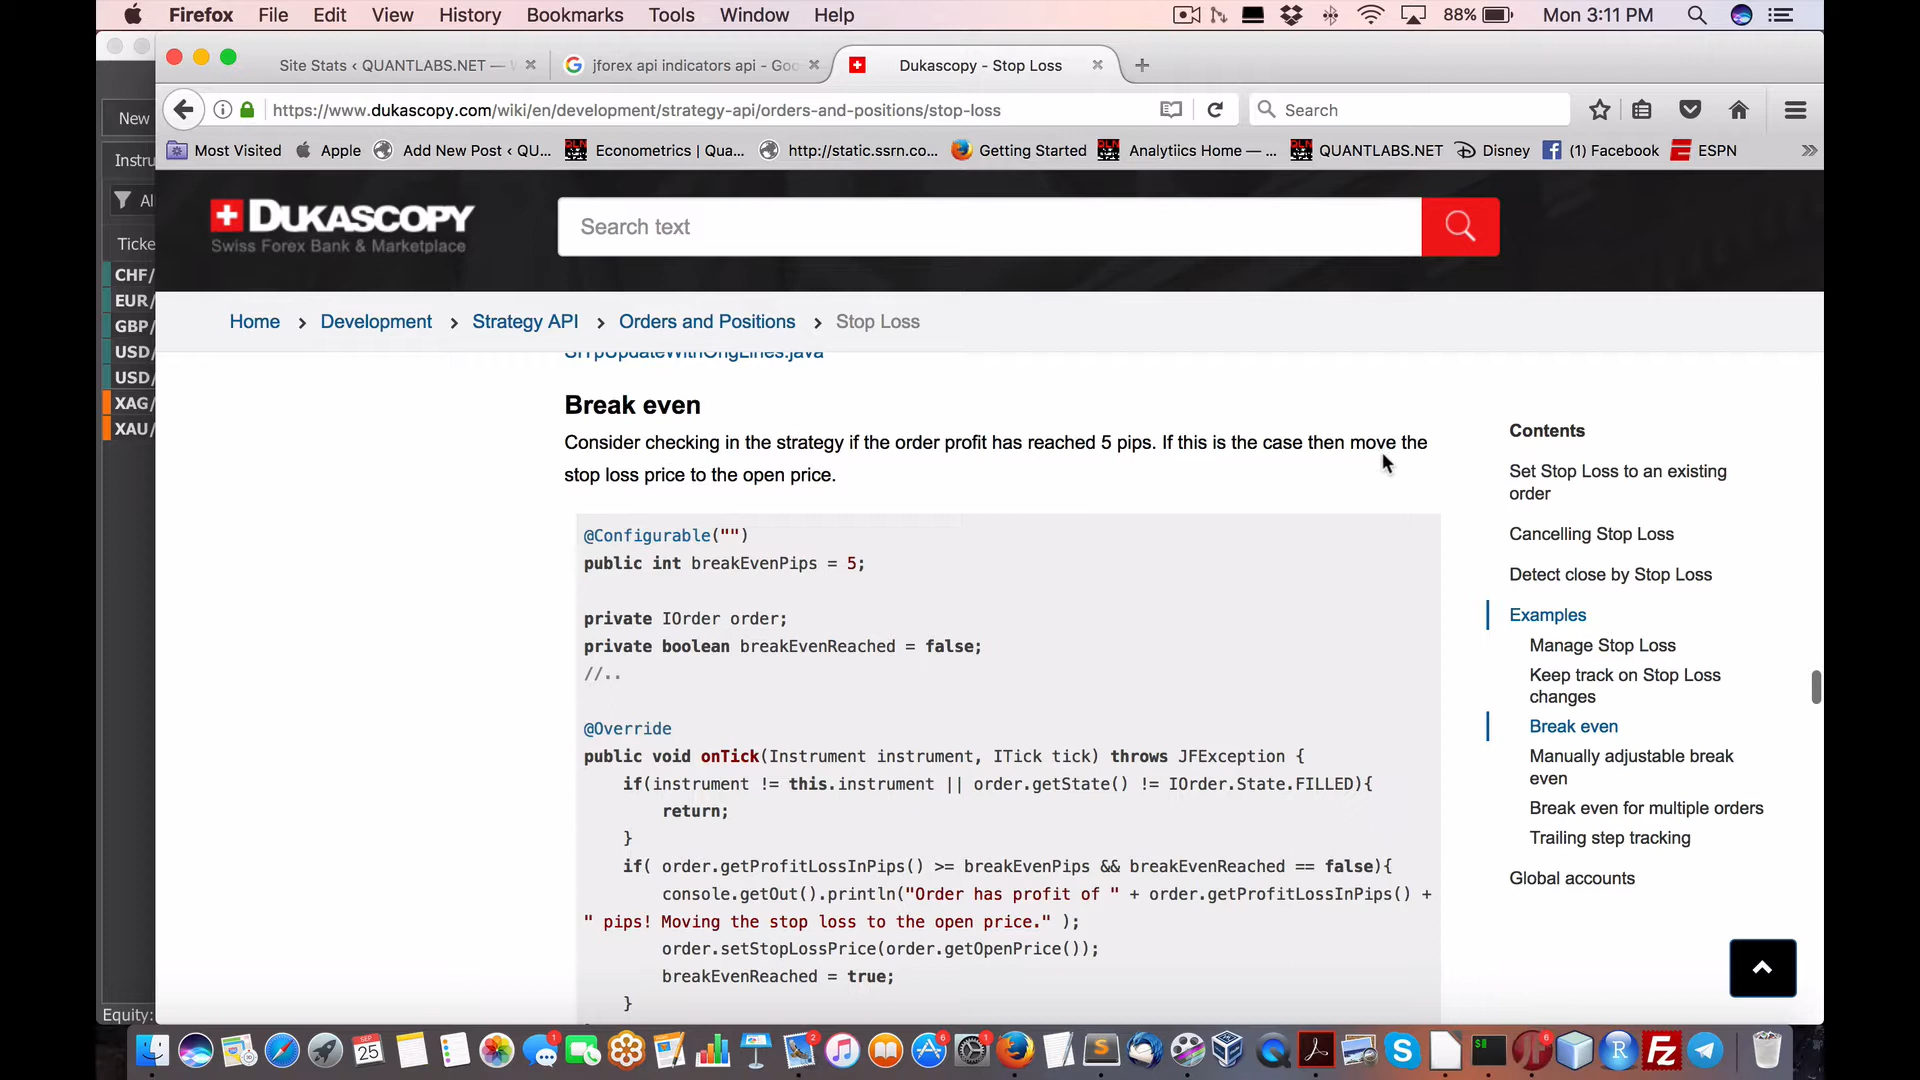 Firefox File Edit View History Bookmarks Tools Window Help 88% Mon 3:11 PM
Site Stats ‹ QUANTLABS.NET —
jforex api indicators api - Goo
Dukascopy - Stop Loss
https://www.dukascopy.com/wiki/en/development/strategy-api/orders-and-positions/stop-loss
Search
Most Visited Apple Add New Post ‹ QU... Econometrics | Qua... http://static.ssrn.co... Getting Started Analytiics Home — ... QUANTLABS.NET Disney (1) Facebook ESPN
New
Instru
All
Ticke
CHF/
EUR/
GBP/
USD/
USD/
XAG/
XAU/
Equity:
DUKASCOPY
Swiss Forex Bank & Marketplace
Search text
Home › Development › Strategy API › Orders and Positions › Stop Loss
SlTpUpdateWithOngLines.java
Break even
Consider checking in the strategy if the order profit has reached 5 pips. If this is the case then move the
stop loss price to the open price.
@Configurable("")
public int breakEvenPips = 5;
private IOrder order;
private boolean breakEvenReached = false;
//..
@Override
public void onTick(Instrument instrument, ITick tick) throws JFException {
if(instrument != this.instrument || order.getState() != IOrder.State.FILLED){
return;
}
if( order.getProfitLossInPips() >= breakEvenPips && breakEvenReached == false){
console.getOut().println("Order has profit of " + order.getProfitLossInPips() +
" pips! Moving the stop loss to the open price." );
order.setStopLossPrice(order.getOpenPrice());
breakEvenReached = true;
}
Contents
Set Stop Loss to an existing
order
Cancelling Stop Loss
Detect close by Stop Loss
Examples
Manage Stop Loss
Keep track on Stop Loss
changes
Break even
Manually adjustable break
even
Break even for multiple orders
Trailing step tracking
Global accounts
SEP
25